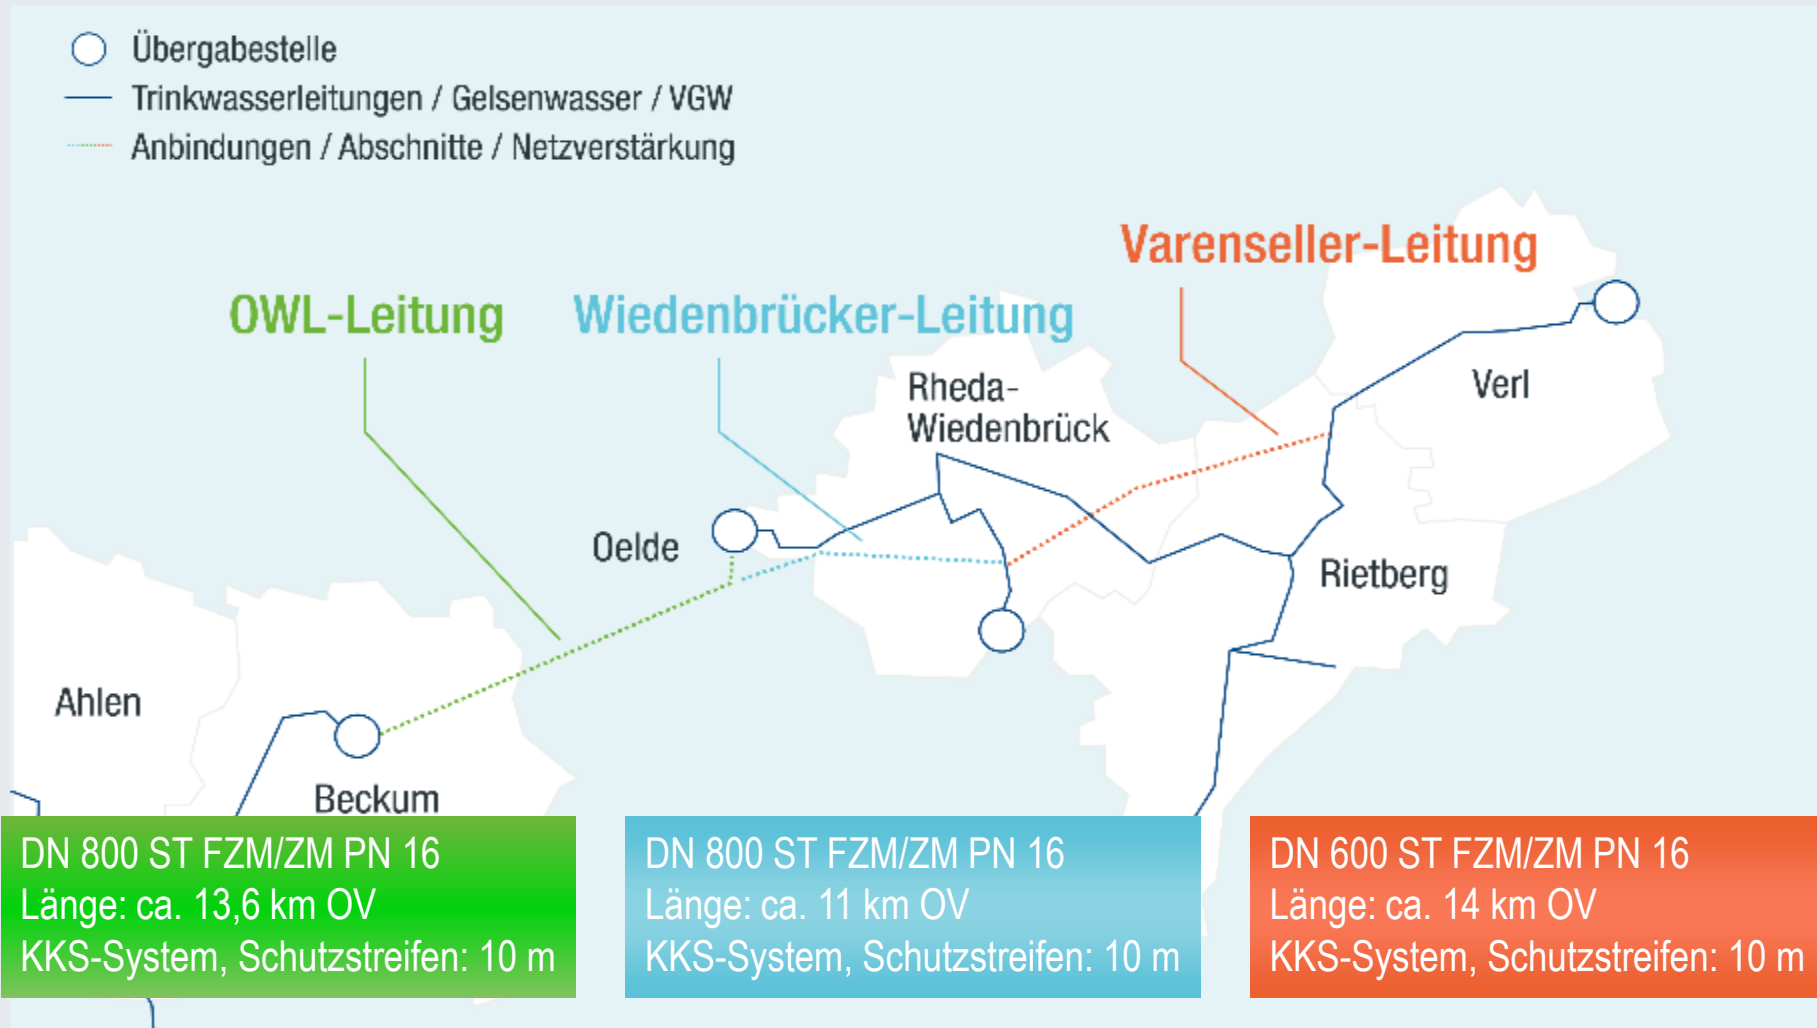 Übergabestelle
Trinkwasserleitungen / Gelsenwasser / VGW
Anbindungen / Abschnitte / Netzverstärkung
Varenseller-Leitung
OWL-Leitung
Wiedenbrücker-Leitung
Rheda-
Wiedenbrück
Verl
Oelde
Rietberg
Ahlen
Beckum
DN 800 ST FZM/ZM PN 16
Länge: ca. 13,6 km OV
KKS-System, Schutzstreifen: 10 m
DN 800 ST FZM/ZM PN 16
Länge: ca. 11 km OV
KKS-System, Schutzstreifen: 10 m
DN 600 ST FZM/ZM PN 16
Länge: ca. 14 km OV
KKS-System, Schutzstreifen: 10 m